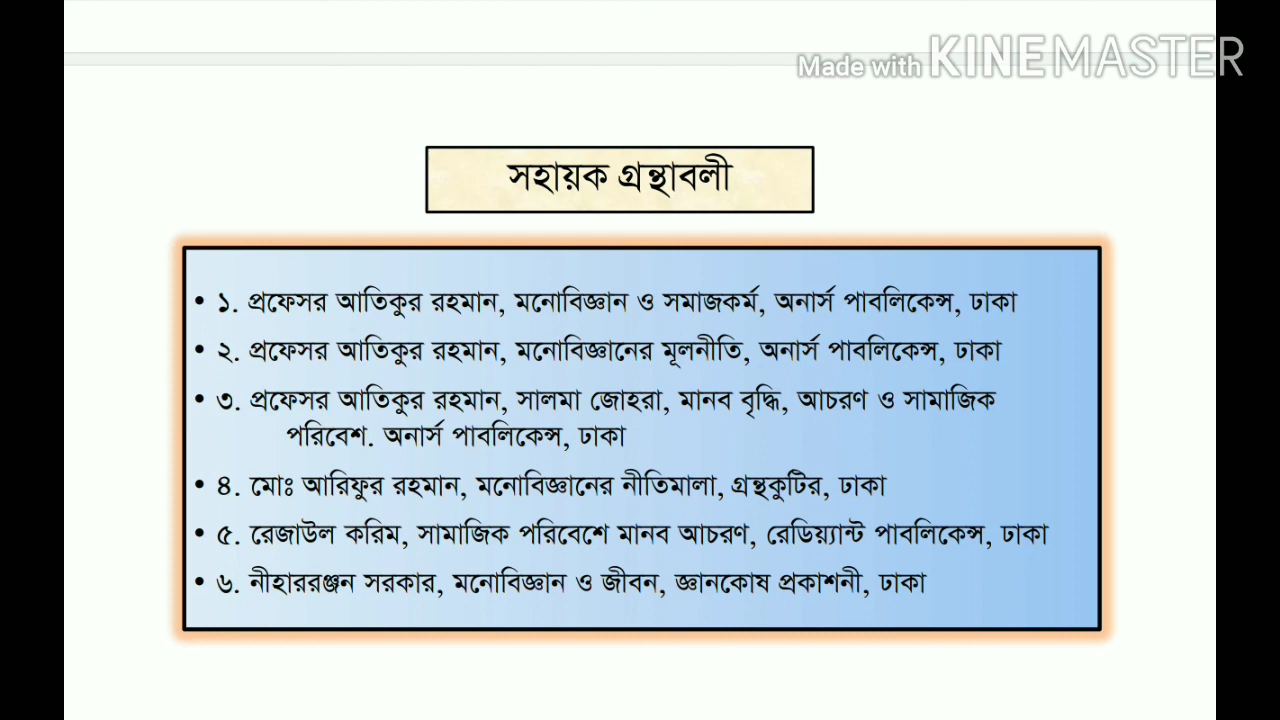 Made with KINEMASTER
সহায়ক গ্রন্থাবলী
• ১. প্রফেসর আতিকুর রহমান, মনোবিজ্ঞান ও সমাজকর্ম, অনার্স পাবলিকেন্স, ঢাকা
• ২. প্রফেসর আতিকুর রহমান, মনোবিজ্ঞানের মূলনীতি, অনার্স পাবলিকেন্স, ঢাকা
• ৩. প্রফেসর আতিকুর রহমান, সালমা জোহরা, মানব বৃদ্ধি, আচরণ ও সামাজিক
পরিবেশ. অনার্স পাবলিকেন্স, ঢাকা
• ৪. মোঃ আরিফুর রহমান, মনোবিজ্ঞানের নীতিমালা, গ্রন্থকুটির, ঢাকা
• ৫. রেজাউল করিম, সামাজিক পরিবেশে মানব আচরণ, রেডিয়্যান্ট পাবলিকেন্স, ঢাকা
• ৬. নীহাররঞ্জন সরকার, মনোবিজ্ঞান ও জীবন, জ্ঞানকোষ প্রকাশনী, ঢাকা